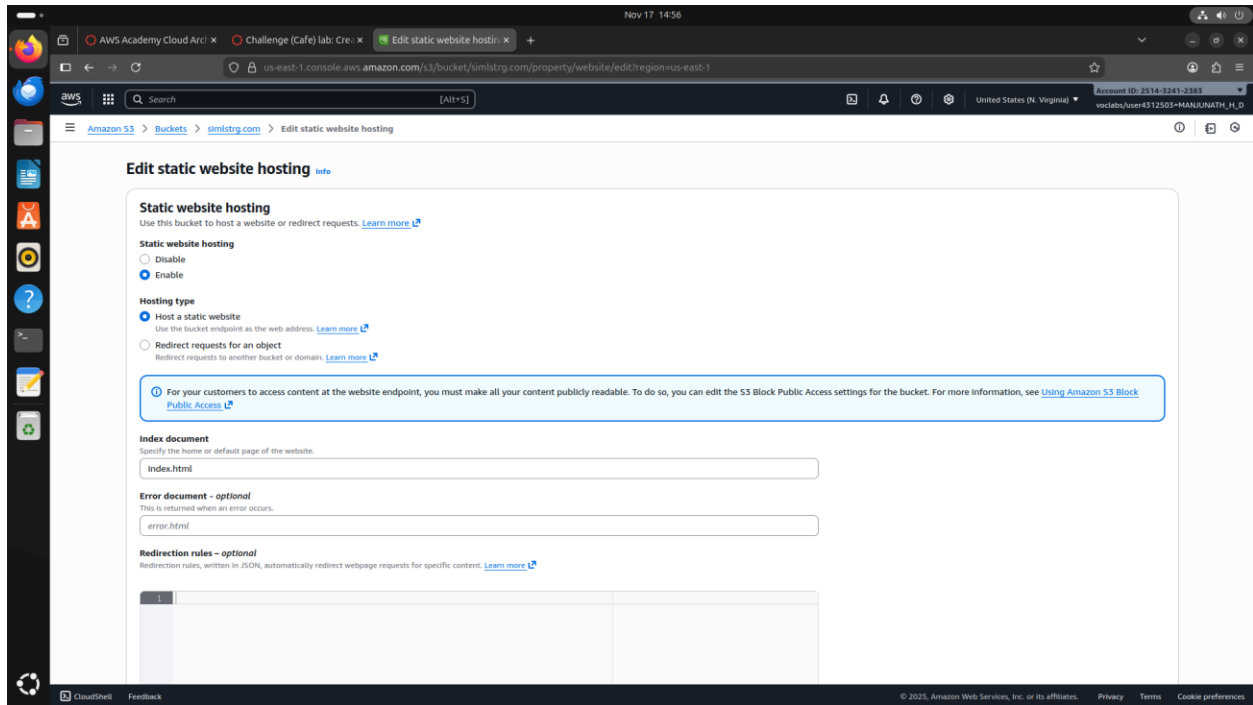 Nov 17 14:56
AWS Academy Cloud Arch
Challenge (Cafe) lab: Crea
Edit static website hostin
us-east-1.console.aws.amazon.com/s3/bucket/simlstrg.com/property/website/edit?region=us-east-1
aws
Search
[Alt+S]
United States (N. Virginia)
Account ID: 2514-3241-2383
voclabs/user4312503=MANJUNATH_H_D
Amazon S3 > Buckets > simlstrg.com > Edit static website hosting
Edit static website hosting Info
Static website hosting
Use this bucket to host a website or redirect requests. Learn more
Static website hosting
Disable
Enable
Hosting type
Host a static website
Use the bucket endpoint as the web address. Learn more
Redirect requests for an object
Redirect requests to another bucket or domain. Learn more
For your customers to access content at the website endpoint, you must make all your content publicly readable. To do so, you can edit the S3 Block Public Access settings for the bucket. For more information, see Using Amazon S3 Block
Public Access
Index document
Specify the home or default page of the website.
index.html
Error document - optional
This is returned when an error occurs.
error.html
Redirection rules – optional
Redirection rules, written in JSON, automatically redirect webpage requests for specific content. Learn more
1
CloudShell Feedback
© 2025, Amazon Web Services, Inc. or its affiliates. Privacy Terms Cookie preferences